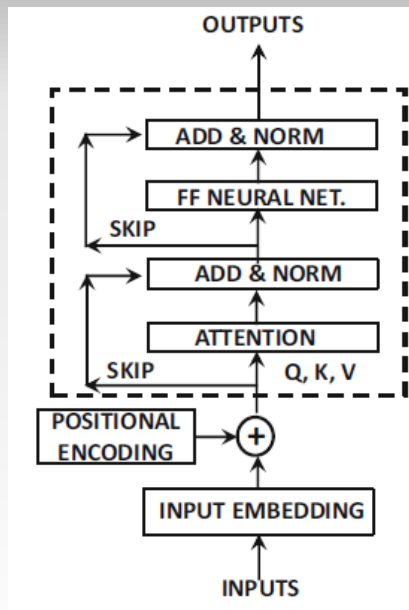 OUTPUTS
ADD & NORM
FF NEURAL NET.
SKIP
ADD & NORM
ATTENTION
SKIP
Q, K, V
POSITIONAL
ENCODING
+
INPUT EMBEDDING
INPUTS